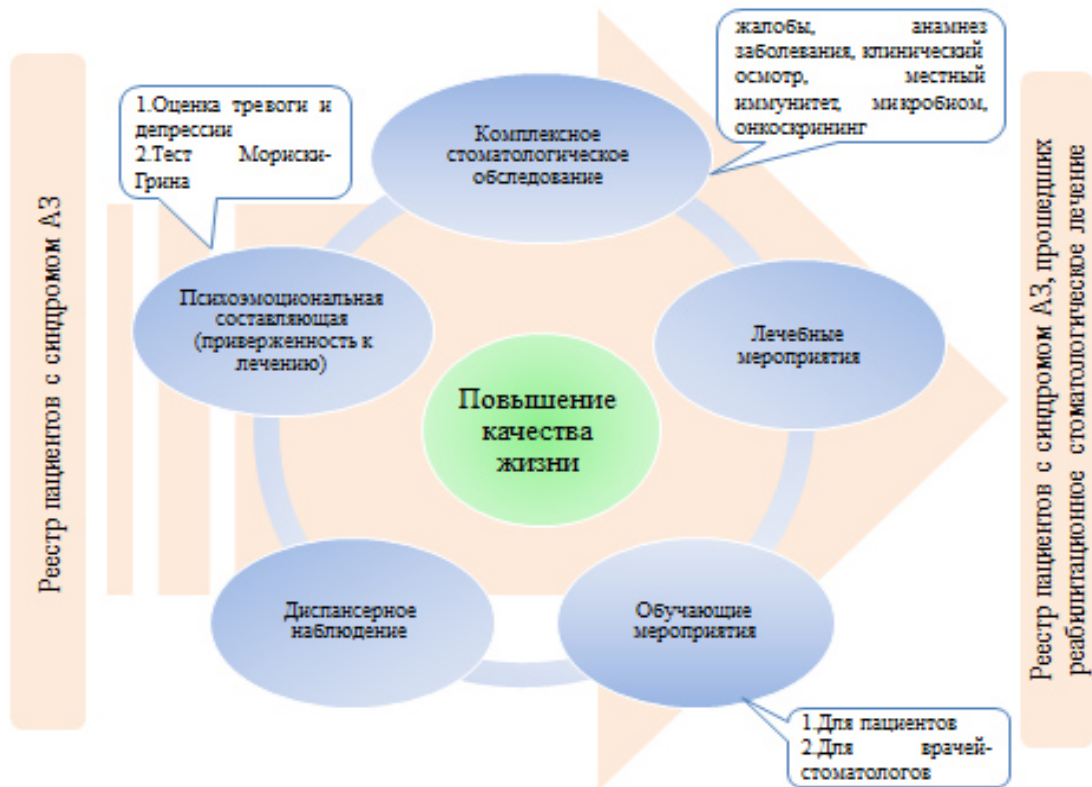 Реестр пациентов с синдромом АЗ
1.Оценка тревоги и
депрессии
2.Тест Мориски-
Грина
жалобы, анамнез
заболевания, клинический
осмотр, местный
иммунитет, микробиом,
онкоскрининг
Комплексное
стоматологическое
обследование
Психоэмоциональная
составляющая
(приверженность к
лечению)
Лечебные
мероприятия
Повышение
качества
жизни
Диспансерное
наблюдение
Обучающие
мероприятия
1.Для пациентов
2.Для врачей-
стоматологов
Реестр пациентов с синдромом АЗ, прошедших
реабилитационное стоматологическое лечение